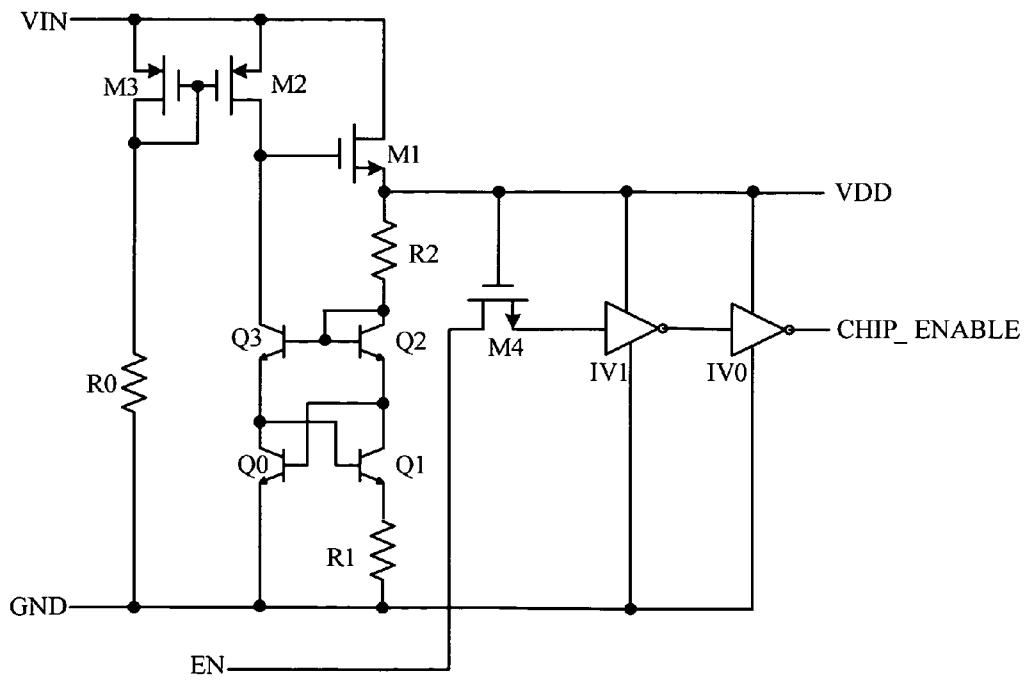 VIN
M3
M2
M1
VDD
R2
Q3
Q2
M4
CHIP_ ENABLE
IV1
IV0
R0
Q0
Q1
R1
GND
EN